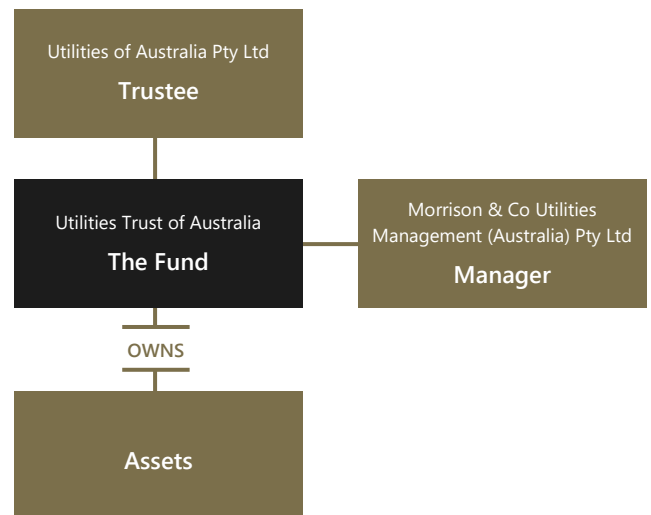 Utilities of Australia Pty Ltd
Trustee
Utilities Trust of Australia
The Fund
Morrison & Co Utilities
Management (Australia) Pty Ltd
Manager
OWNS
Assets